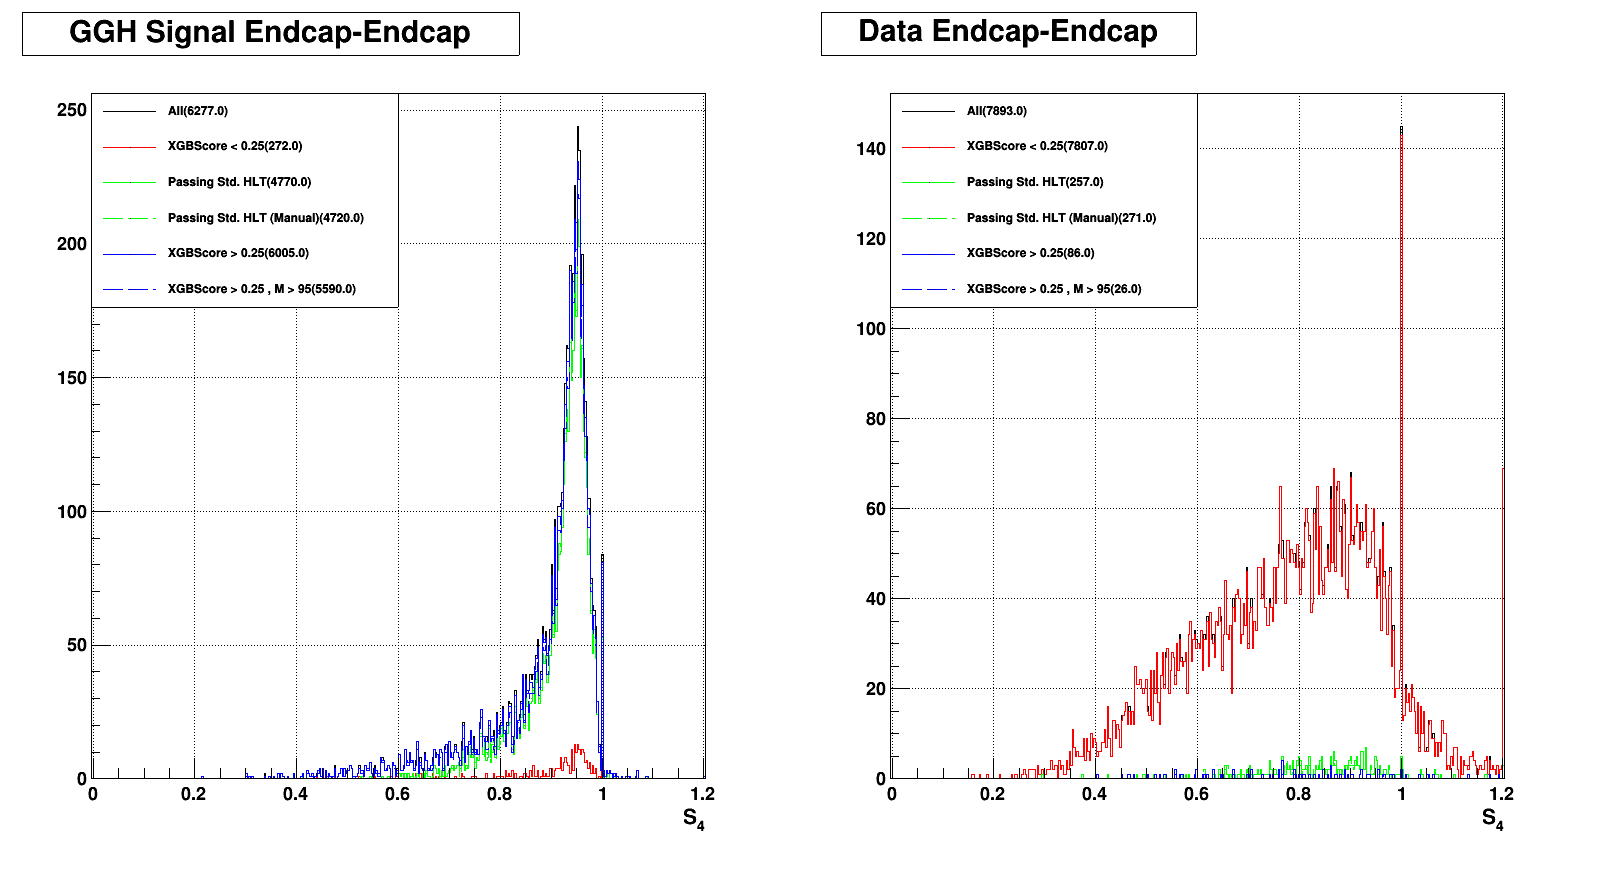 GGH Signal Endcap-Endcap
All(6277.0)
XGBScore < 0.25(272.0)
Passing Std. HLT(4770.0)
Passing Std. HLT (Manual)(4720.0)
XGBScore > 0.25(6005.0)
XGBScore > 0.25 , M > 95(5590.0)
250
200
150
100
50
0
0 0.2 0.4 0.6 0.8 1 1.2
S4
Data Endcap-Endcap
All(7893.0)
XGBScore < 0.25(7807.0)
Passing Std. HLT(257.0)
Passing Std. HLT (Manual)(271.0)
XGBScore > 0.25(86.0)
XGBScore > 0.25 , M > 95(26.0)
140
120
100
80
60
40
20
0
0 0.2 0.4 0.6 0.8 1 1.2
S4